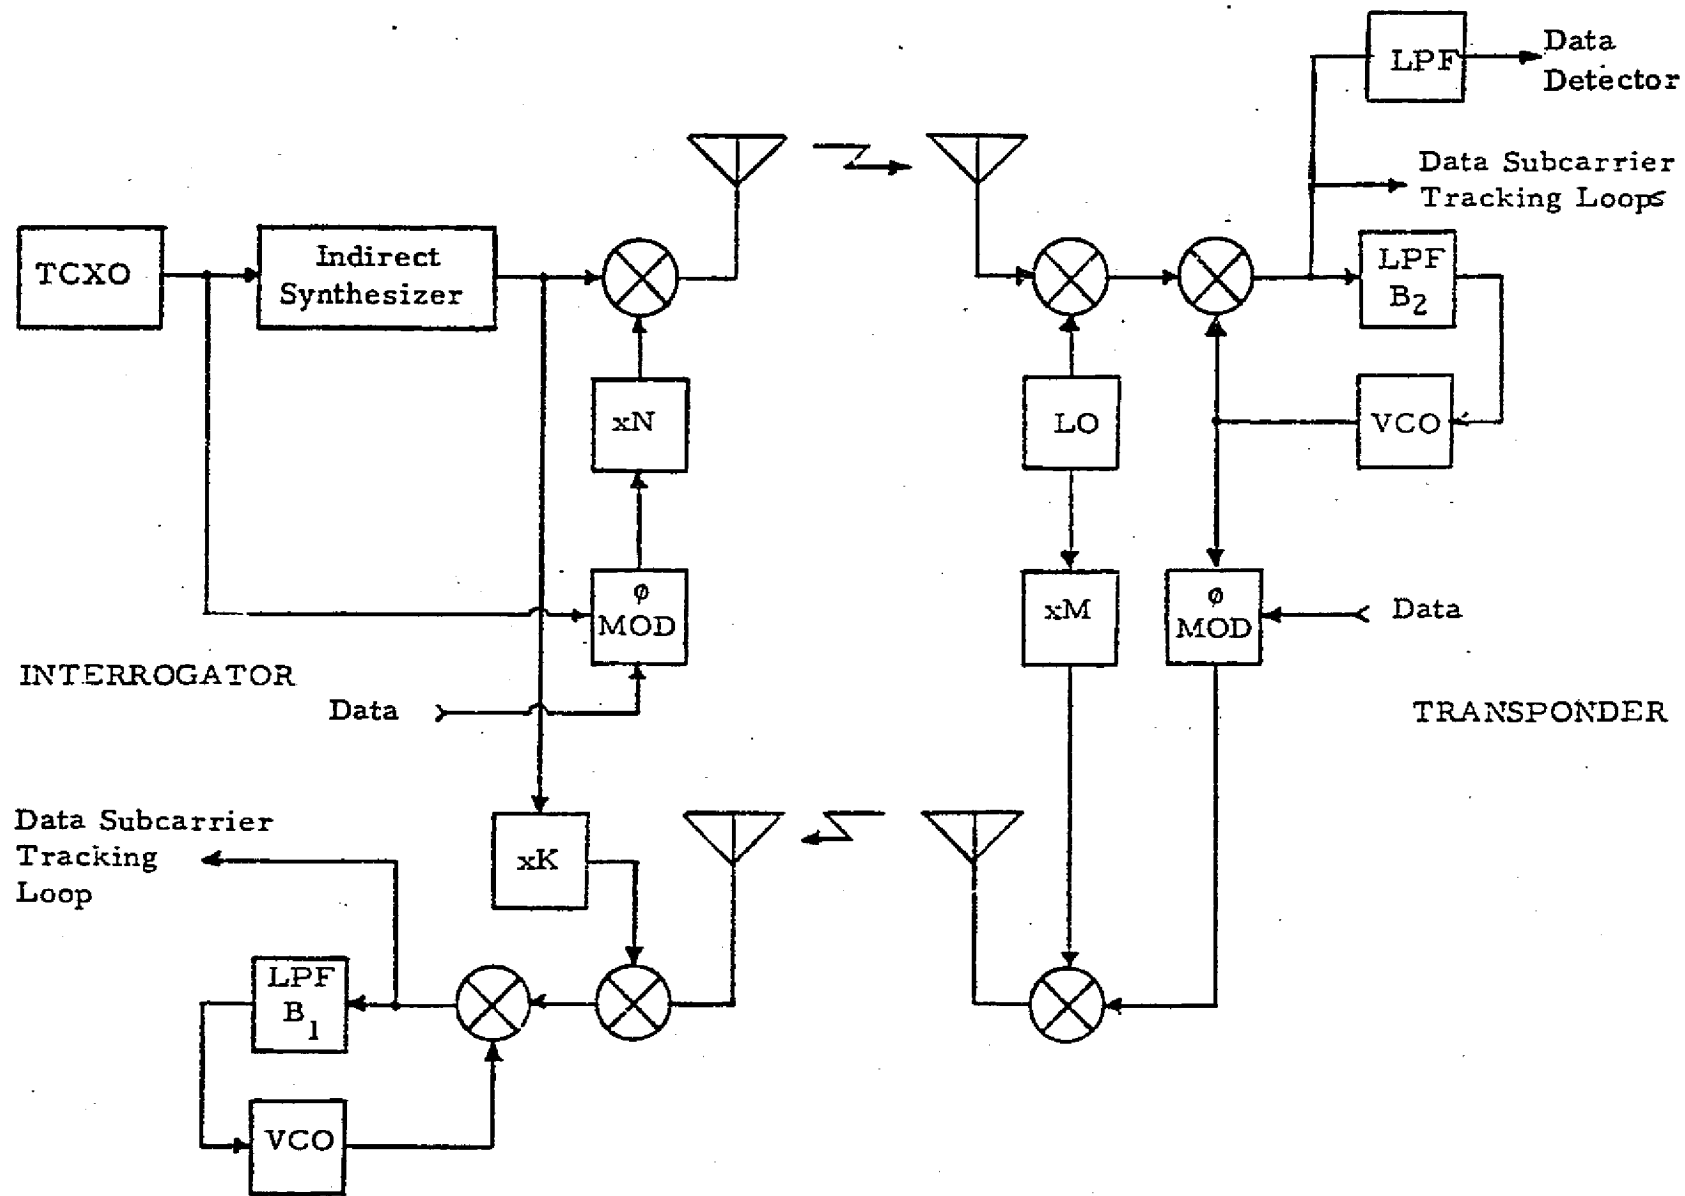 LPF
Data
Detector
Data Subcarrier
Tracking Loops
TCXO
Indirect
Synthesizer
LPF
B2
xN
LO
VCO
φ
MOD
xM
φ
MOD
Data
INTERROGATOR
Data
TRANSPONDER
Data Subcarrier
Tracking
Loop
xK
LPF
B1
VCO